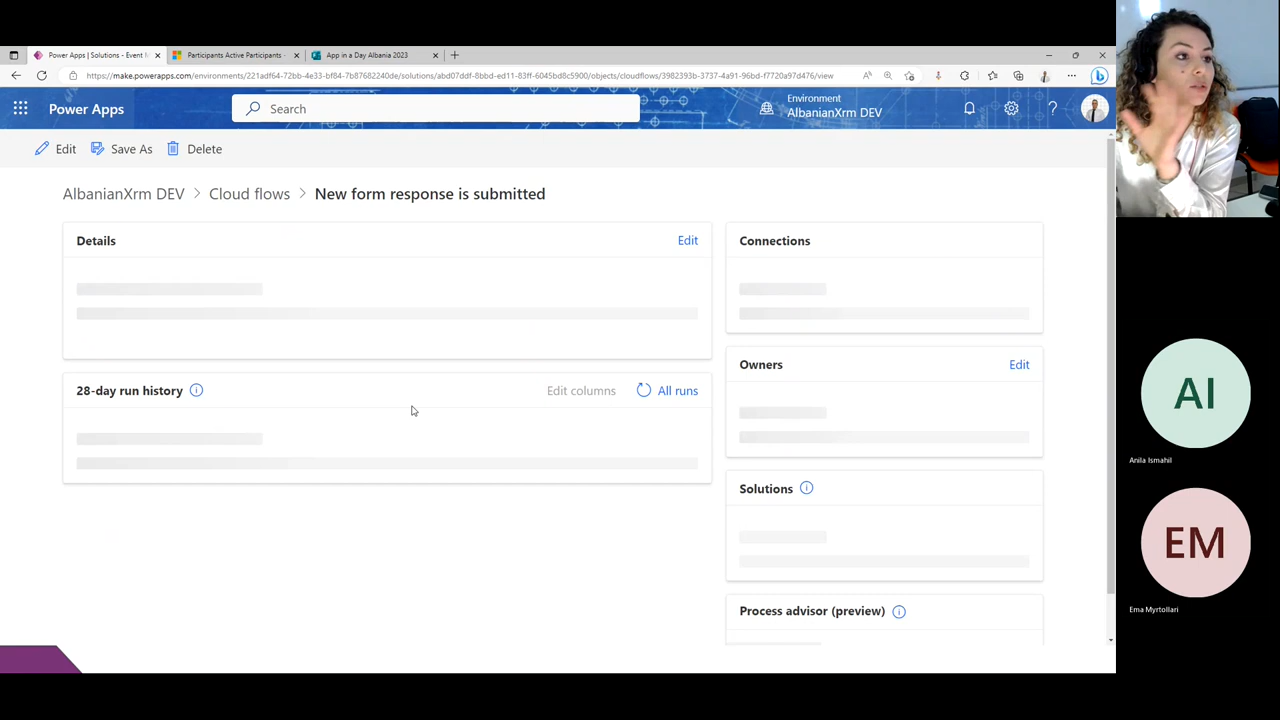 Power Apps | Solutions - Event M
Participants Active Participants -
App in a Day Albania 2023
https://make.powerapps.com/environments/221adf64-72bb-4e33-bf84-7b87682240de/solutions/abd07ddf-8bbd-ed11-83ff-6045bd8c5900/objects/cloudflows/3982393b-3737-4a91-96bd-f7720a97d476/view
Power Apps
Search
Environment
AlbanianXrm DEV
Edit
Save As
Delete
AlbanianXrm DEV > Cloud flows > New form response is submitted
Details
Edit
Connections
28-day run history
Edit columns
All runs
Owners
Edit
Solutions
Process advisor (preview)
AI
Anila Ismahil
EM
Ema Myrtollari